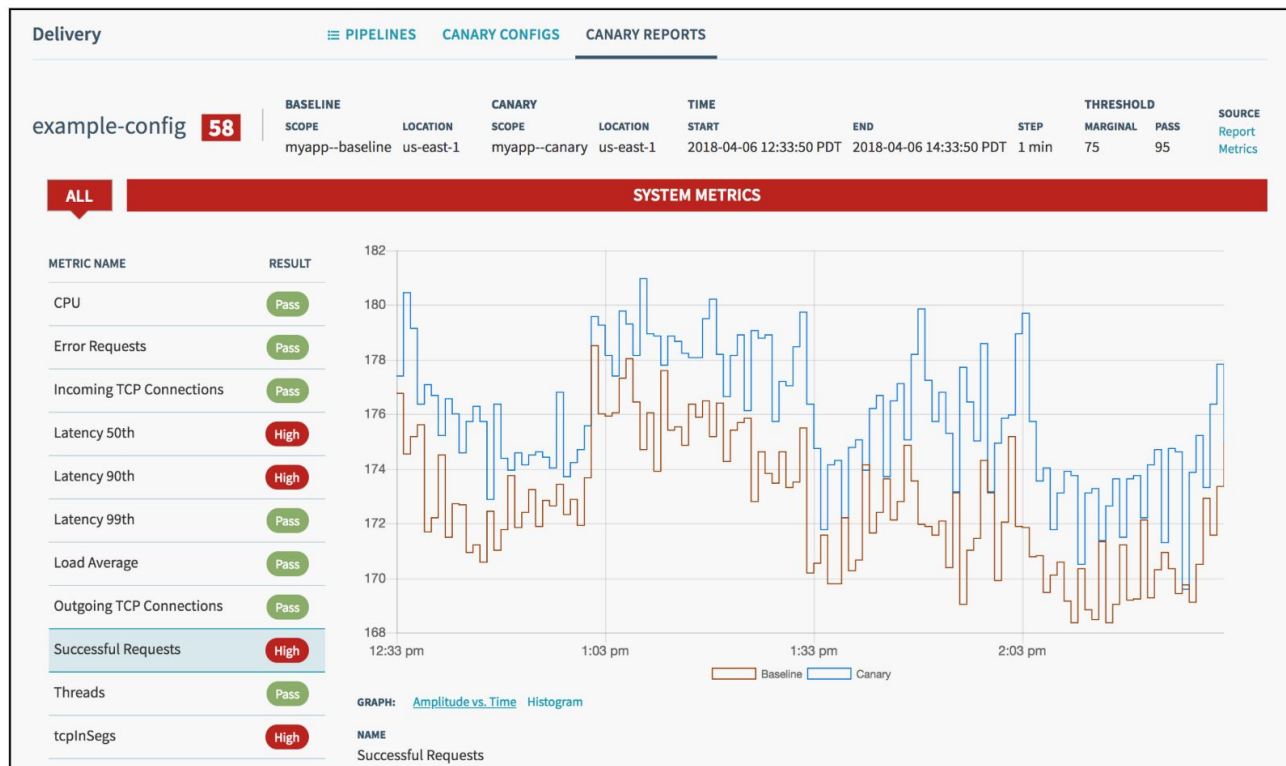 Delivery
PIPELINES CANARY CONFIGS CANARY REPORTS
example-config 58
BASELINE
SCOPE LOCATION
myapp--baseline us-east-1
CANARY
SCOPE LOCATION
myapp--canary us-east-1
TIME
START END STEP
2018-04-06 12:33:50 PDT 2018-04-06 14:33:50 PDT 1 min
THRESHOLD
MARGINAL PASS
75 95
SOURCE
Report
Metrics
ALL
SYSTEM METRICS
METRIC NAME RESULT
CPU Pass
Error Requests Pass
Incoming TCP Connections Pass
Latency 50th High
Latency 90th High
Latency 99th Pass
Load Average Pass
Outgoing TCP Connections Pass
Successful Requests High
Threads Pass
tcpInSegs High
182
180
178
176
174
172
170
168
12:33 pm 1:03 pm 1:33 pm 2:03 pm
Baseline Canary
GRAPH: Amplitude vs. Time Histogram
NAME
Successful Requests